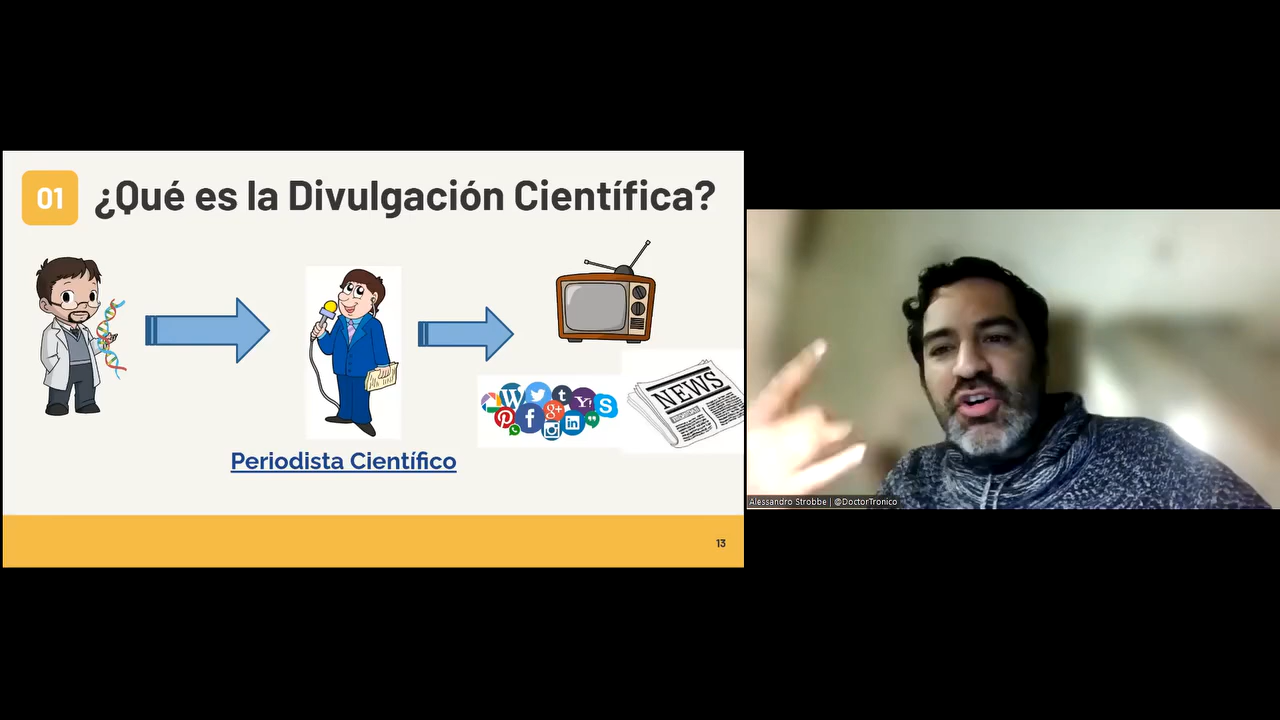 01
¿Qué es la Divulgación Científica?
NEWS
Periodista Científico
13
Alessandro Strobbe | @DoctorTronico